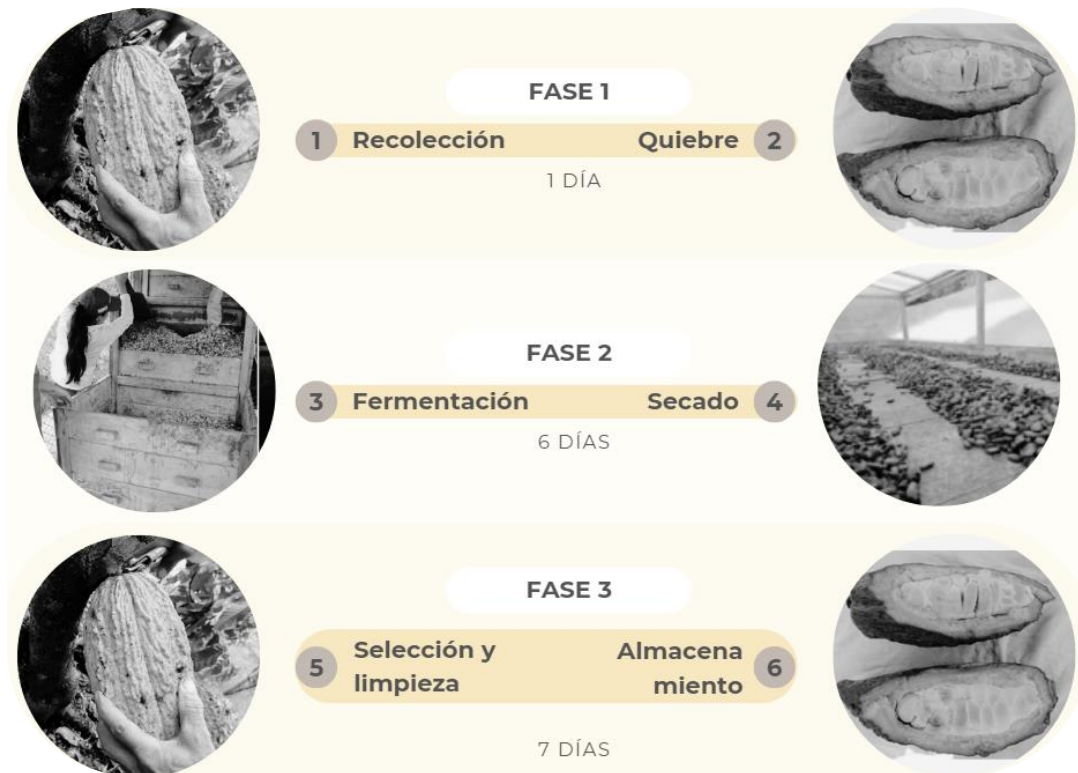 FASE 1
1 Recolección Quiebre 2
1 DÍA
FASE 2
3 Fermentación Secado 4
6 DÍAS
FASE 3
5 Selección y limpieza Almacena miento 6
7 DÍAS